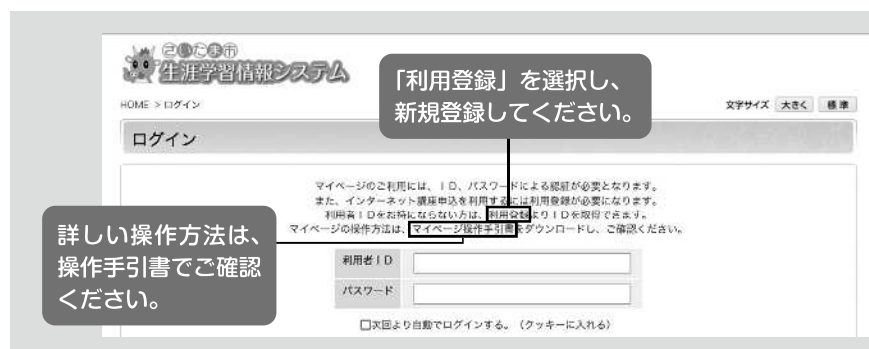 さいたま市
生涯学習情報システム
「利用登録」を選択し、
新規登録してください。
HOME > ログイン
文字サイズ 大きく 標準
ログイン
マイページのご利用には、ID、パスワードによる認証が必要となります。
また、インターネット講座申込を利用するには利用登録が必要になります。
利用者IDをお持にならない方は、利用登録よりIDを取得できます。
マイページの操作方法は、マイページ操作手引書をダウンロードし、ご確認ください。
詳しい操作方法は、
操作手引書でご確認
ください。
利用者ID
パスワード
次回より自動でログインする。（クッキーに入れる）